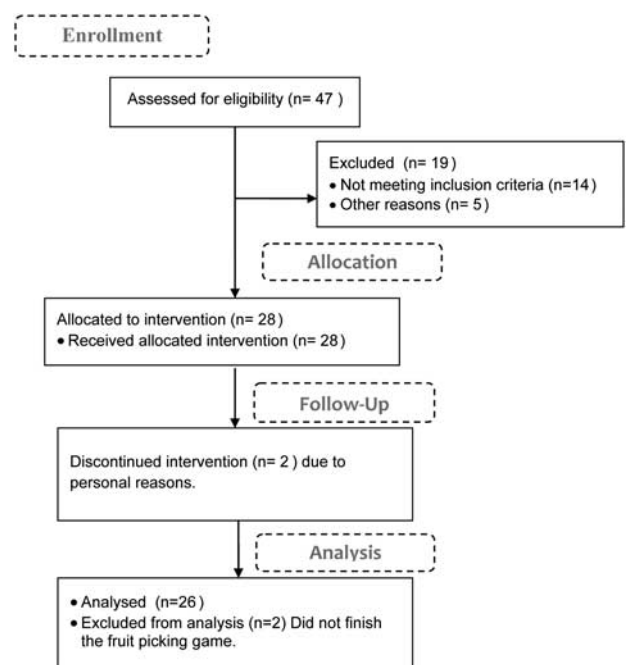 Enrollment
Assessed for eligibility (n= 47 )
Excluded (n= 19 )
• Not meeting inclusion criteria (n=14 )
• Other reasons (n= 5 )
Allocation
Allocated to intervention (n= 28 )
• Received allocated intervention (n= 28 )
Follow-Up
Discontinued intervention (n= 2 ) due to
personal reasons.
Analysis
• Analysed (n=26 )
• Excluded from analysis (n=2) Did not finish
the fruit picking game.